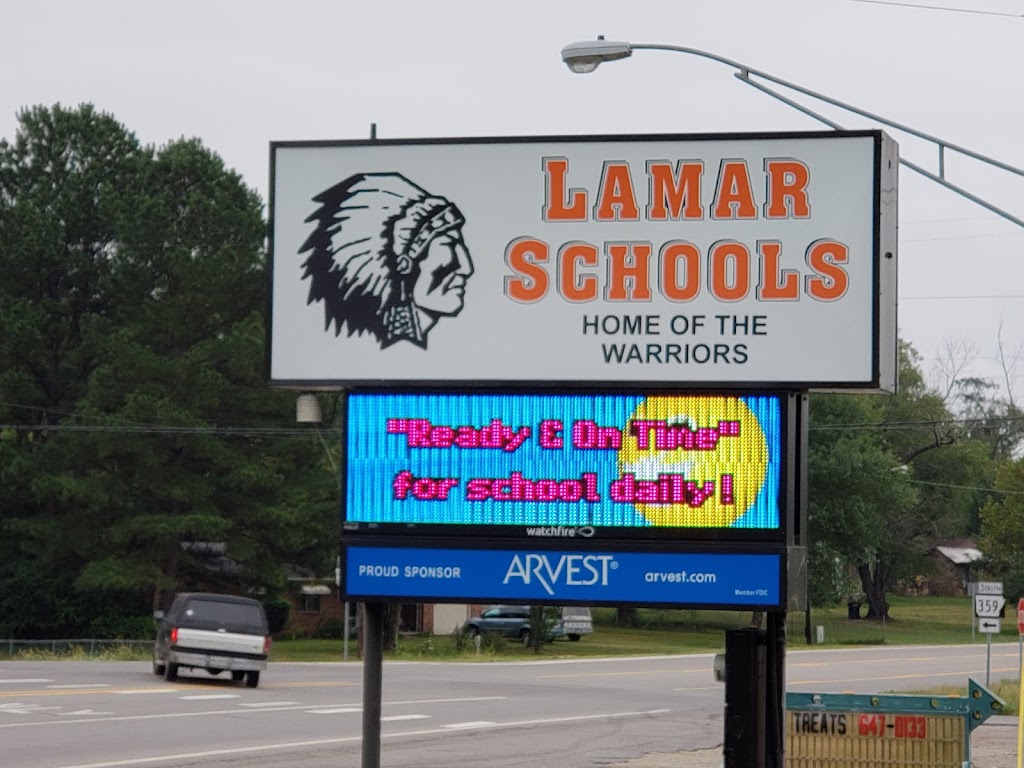 LAMAR
SCHOOLS
HOME OF THE
WARRIORS
"Ready & On Time"
for school daily!
watchfire
PROUD SPONSOR ARVEST® arvest.com
Member FDIC
SOUTH
359
TREATS 647-0133